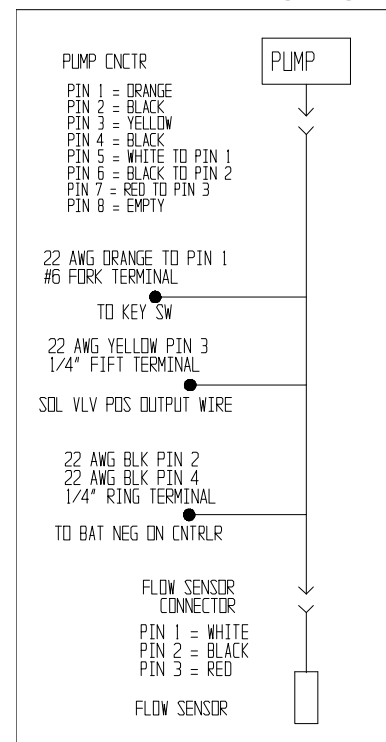 PUMP CNCTR
PUMP
PIN 1 = ORANGE
PIN 2 = BLACK
PIN 3 = YELLOW
PIN 4 = BLACK
PIN 5 = WHITE TO PIN 1
PIN 6 = BLACK TO PIN 2
PIN 7 = RED TO PIN 3
PIN 8 = EMPTY
22 AWG ORANGE TO PIN 1
#6 FORK TERMINAL
TO KEY SW
22 AWG YELLOW PIN 3
1/4" FIFT TERMINAL
SOL VLV POS OUTPUT WIRE
22 AWG BLK PIN 2
22 AWG BLK PIN 4
1/4" RING TERMINAL
TO BAT NEG ON CNTRLR
FLOW SENSOR
CONNECTOR
PIN 1 = WHITE
PIN 2 = BLACK
PIN 3 = RED
FLOW SENSOR